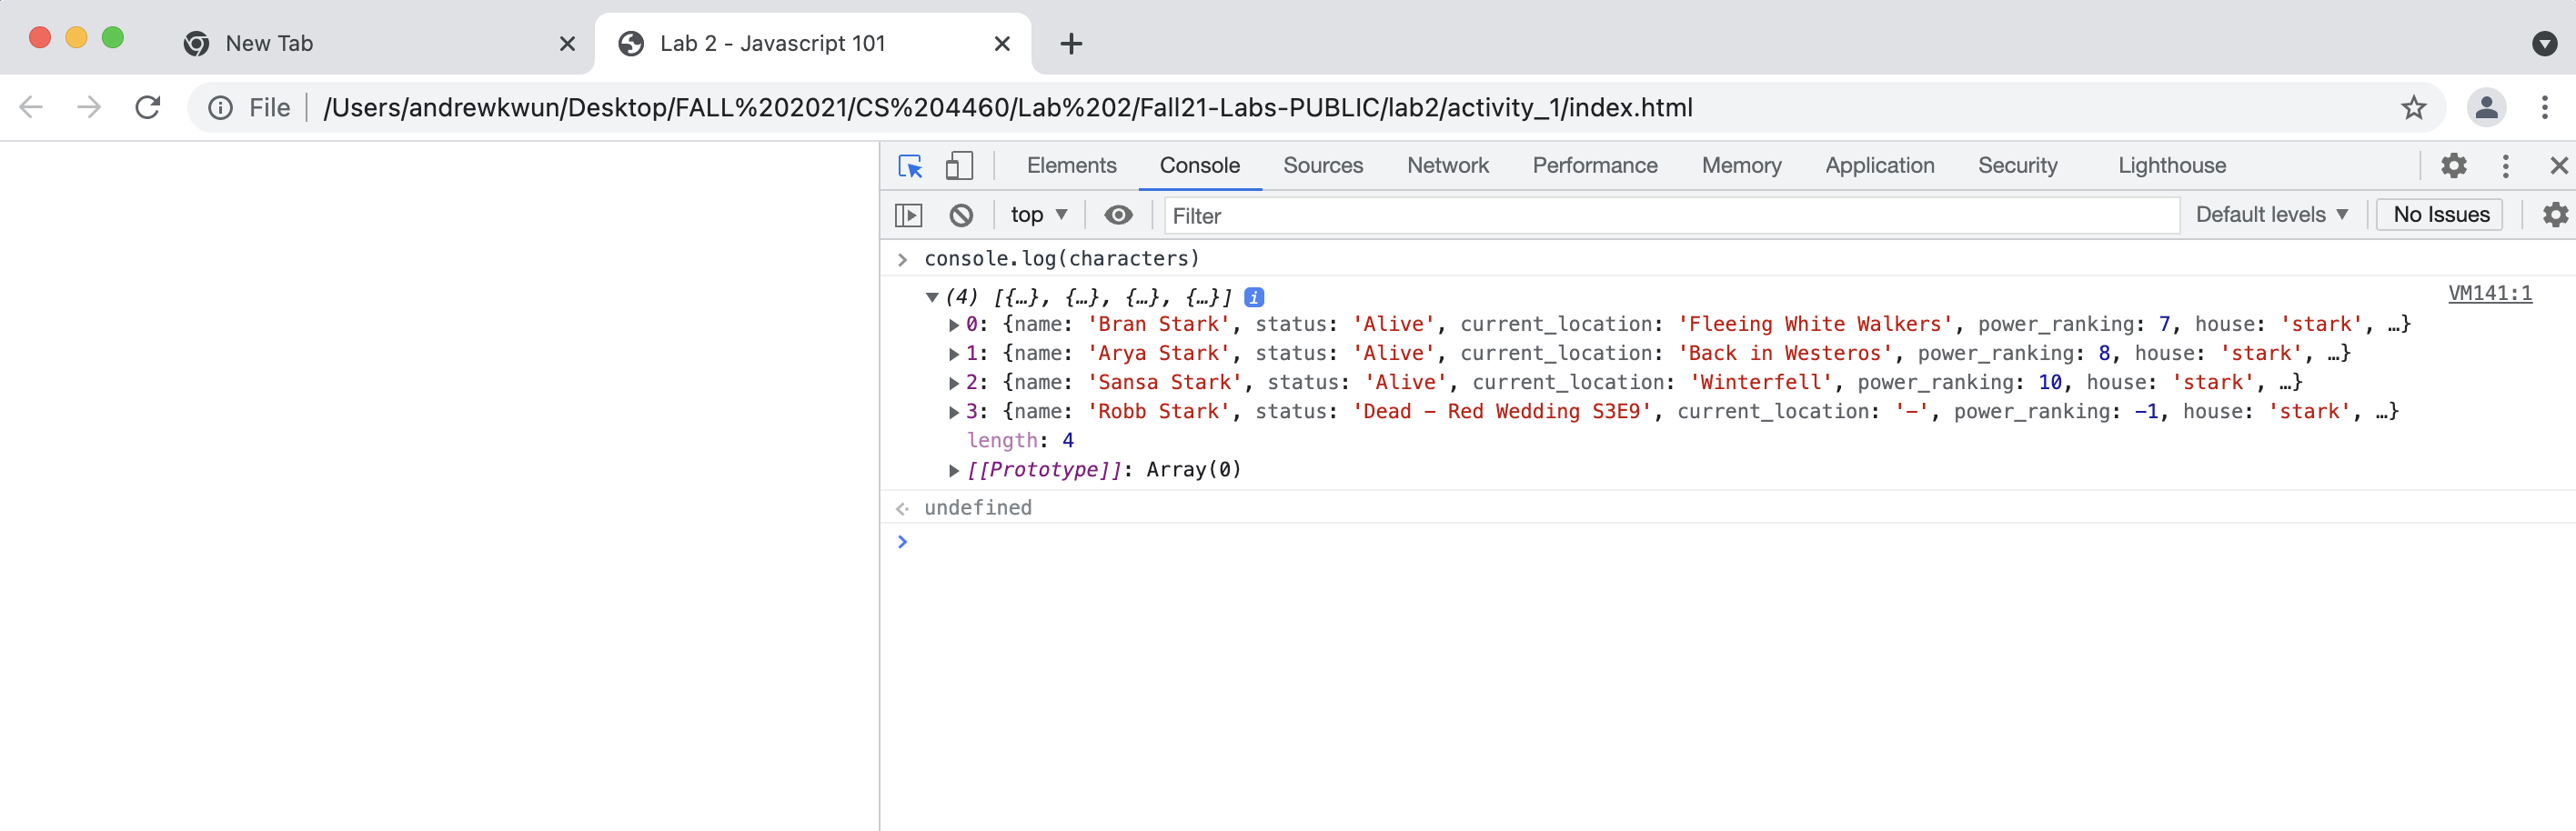 New Tab
Lab 2 - Javascript 101
File /Users/andrewkwun/Desktop/FALL%202021/CS%204460/Lab%202/Fall21-Labs-PUBLIC/lab2/activity_1/index.html
Elements Console Sources Network Performance Memory Application Security Lighthouse
top Filter Default levels No Issues
console.log(characters)
(4) [{…}, {…}, {…}, {…}] i VM141:1
0: {name: 'Bran Stark', status: 'Alive', current_location: 'Fleeing White Walkers', power_ranking: 7, house: 'stark', …}
1: {name: 'Arya Stark', status: 'Alive', current_location: 'Back in Westeros', power_ranking: 8, house: 'stark', …}
2: {name: 'Sansa Stark', status: 'Alive', current_location: 'Winterfell', power_ranking: 10, house: 'stark', …}
3: {name: 'Robb Stark', status: 'Dead - Red Wedding S3E9', current_location: '-', power_ranking: -1, house: 'stark', …}
length: 4
[[Prototype]]: Array(0)
undefined